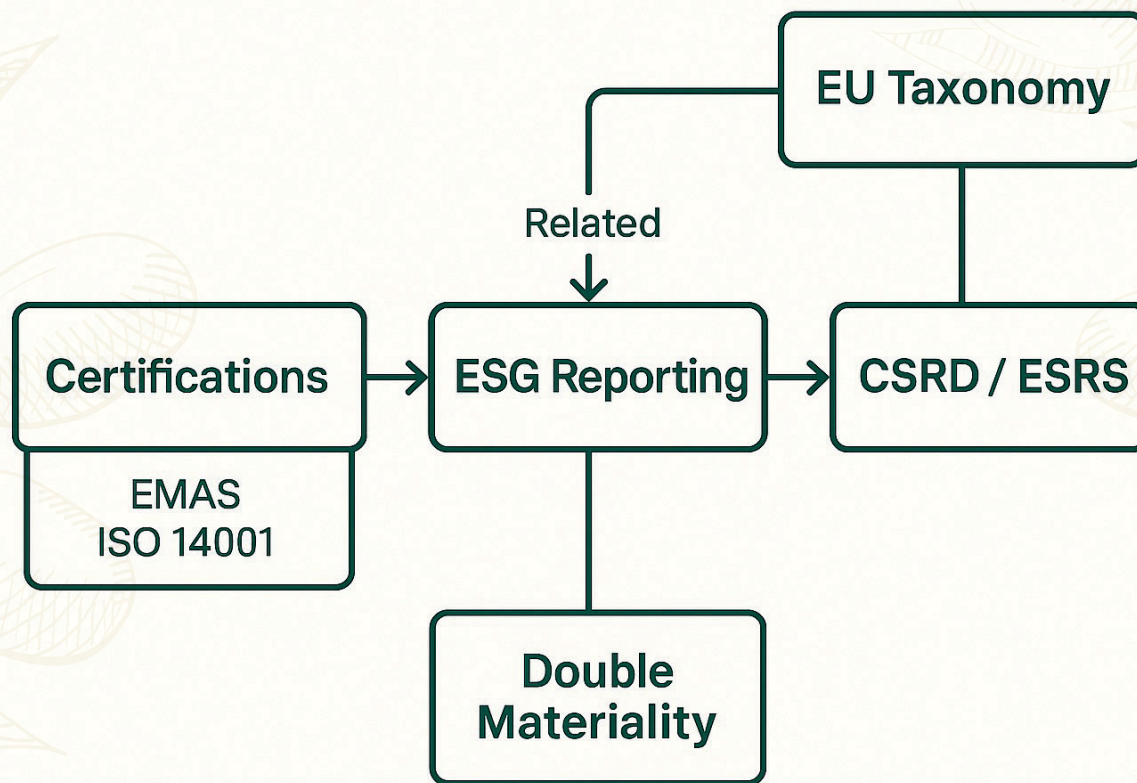 EU Taxonomy
Related
Certifications
ESG Reporting
CSRD / ESRS
EMAS
ISO 14001
Double
Materiality